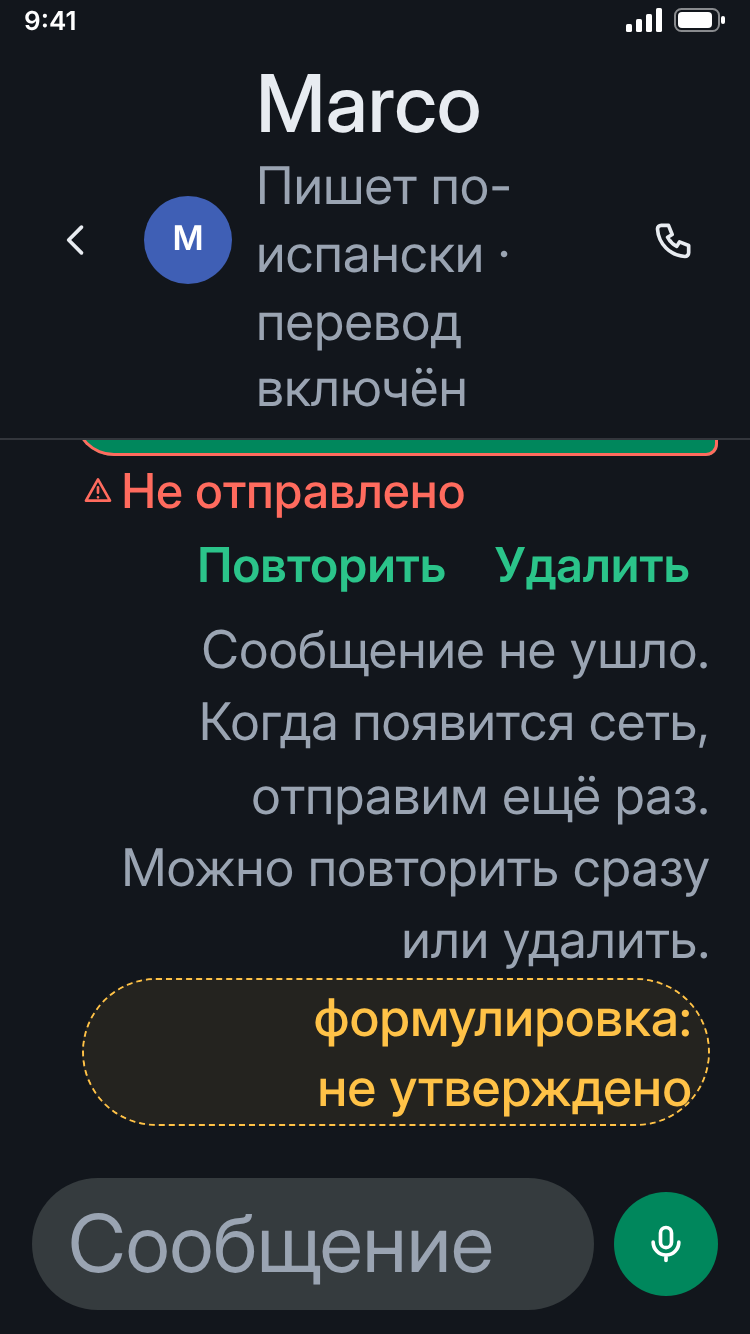 9:41
Marco
Пишет по-
испански ·
перевод
включён
M
Не отправлено
Повторить Удалить
Сообщение не ушло.
Когда появится сеть,
отправим ещё раз.
Можно повторить сразу
или удалить.
формулировка:
не утверждено
Сообщение